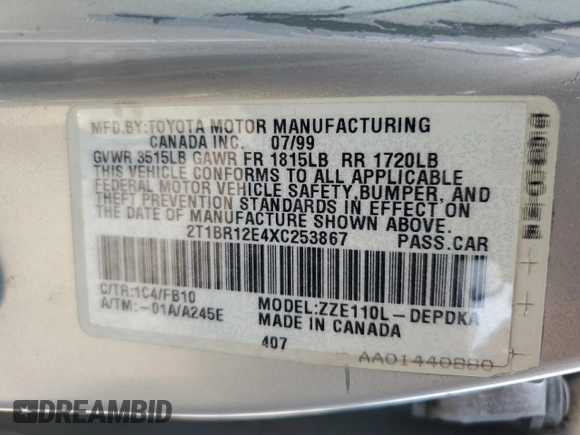 MFD.BY:TOYOTA MOTOR MANUFACTURING
CANADA INC. 07/99
GVWR 3515LB GAWR FR 1815LB RR 1720LB
THIS VEHICLE CONFORMS TO ALL APPLICABLE
FEDERAL MOTOR VEHICLE SAFETY,BUMPER, AND
THEFT PREVENTION STANDARDS IN EFFECT ON
THE DATE OF MANUFACTURE SHOWN ABOVE.
2T1BR12E4XC253867 PASS.CAR
C/TR:1C4/FB10 MODEL:ZZE110L-DEPDKA
A/TM:-01A/A245E MADE IN CANADA
407
AA01440880
DREAMBID